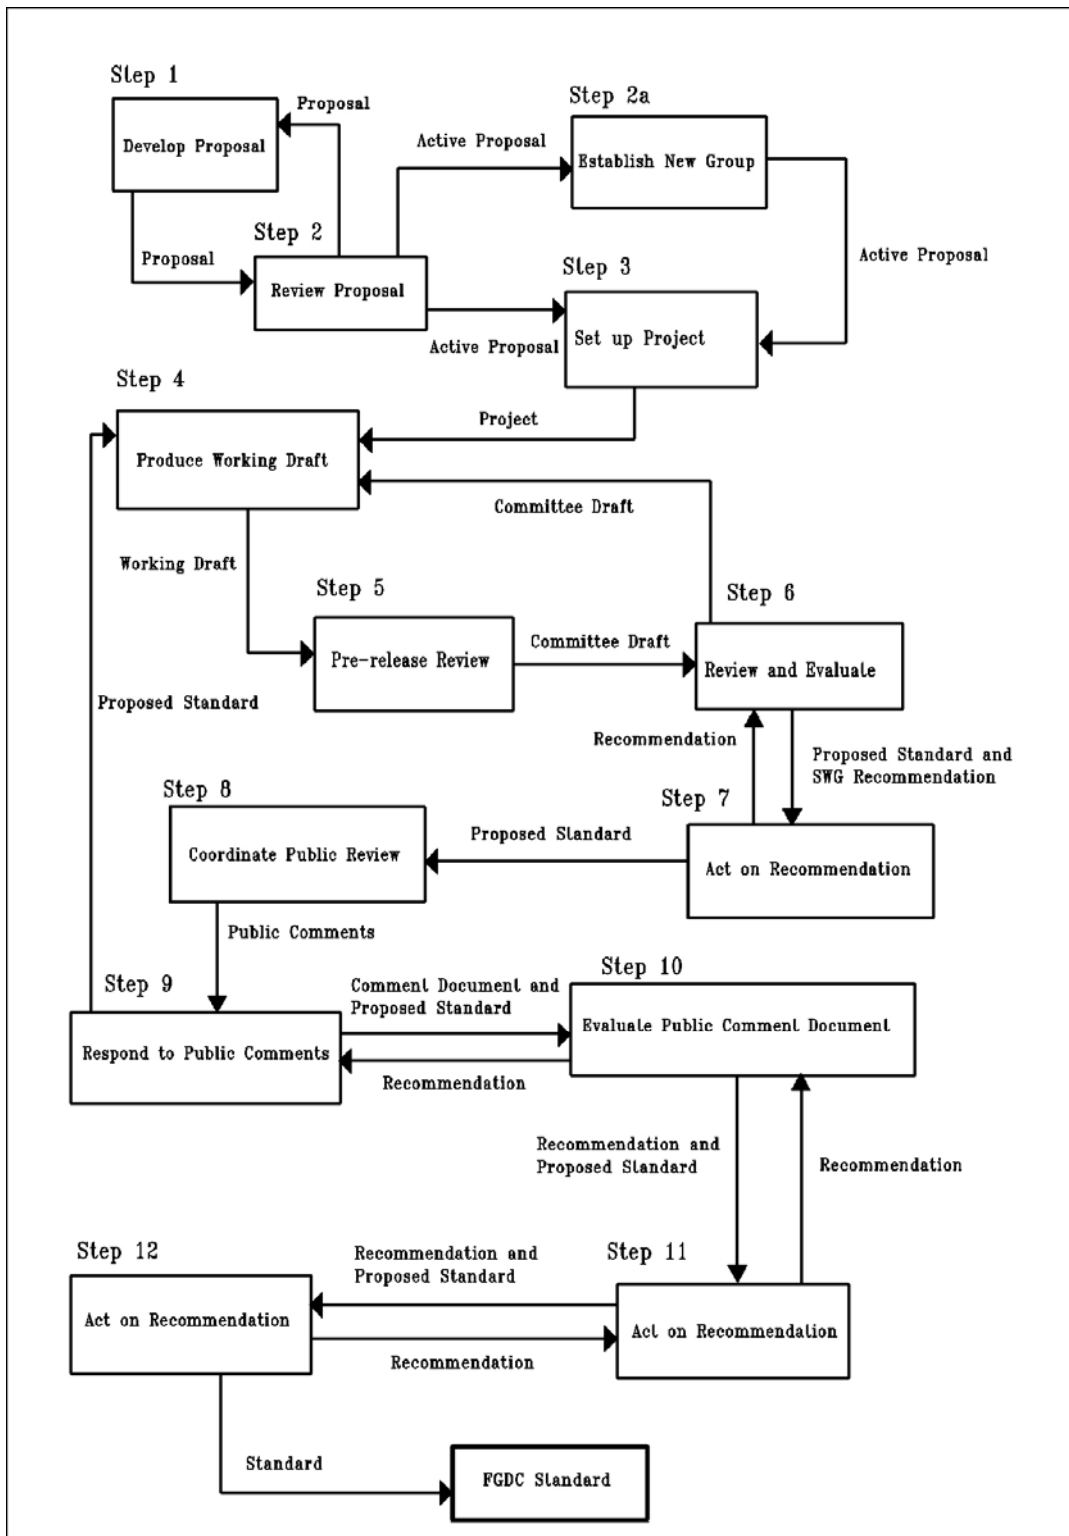 Step 1
Proposal
Develop Proposal
Step 2a
Active Proposal
Establish New Group
Step 2
Proposal
Review Proposal
Active Proposal
Step 3
Active Proposal
Set up Project
Step 4
Project
Produce Working Draft
Committee Draft
Working Draft
Step 5
Pre-release Review
Committee Draft
Step 6
Review and Evaluate
Proposed Standard
Recommendation
Proposed Standard and
SWG Recommendation
Step 7
Act on Recommendation
Step 8
Proposed Standard
Coordinate Public Review
Public Comments
Step 9
Respond to Public Comments
Comment Document and
Proposed Standard
Step 10
Evaluate Public Comment Document
Recommendation
Recommendation and
Proposed Standard
Recommendation
Step 11
Act on Recommendation
Step 12
Recommendation and
Proposed Standard
Act on Recommendation
Recommendation
Standard
FGDC Standard